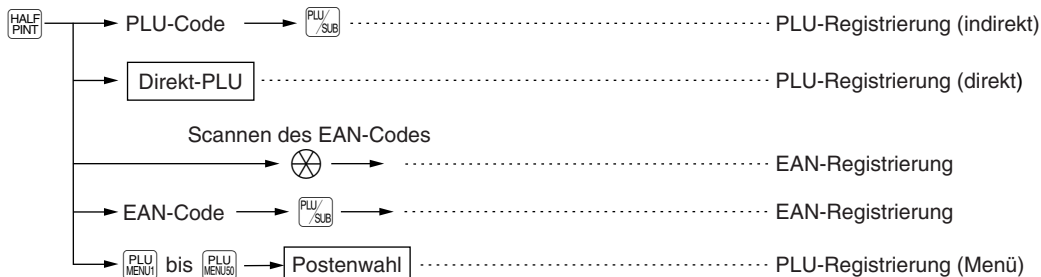 HALF PINT PLU-Code PLU/SUB PLU-Registrierung (indirekt)
Direkt-PLU PLU-Registrierung (direkt)
Scannen des EAN-Codes
EAN-Registrierung
EAN-Code PLU/SUB EAN-Registrierung
PLU MENU1 bis PLU MENU50 Postenwahl PLU-Registrierung (Menü)